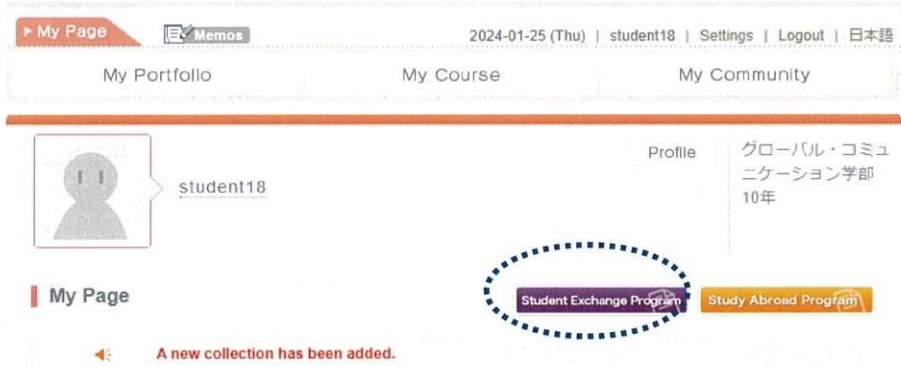 My Page Memos 2024-01-25 (Thu) | student18 | Settings | Logout | 日本語
My Portfolio My Course My Community
student18 Profile グローバル・コミュ
ニケーション学部
10年
My Page Student Exchange Program Study Abroad Program
A new collection has been added.